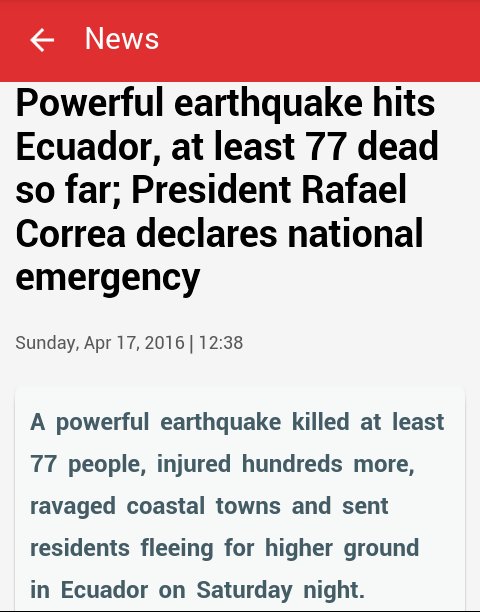 News
Powerful earthquake hits
Ecuador, at least 77 dead
so far; President Rafael
Correa declares national
emergency
Sunday, Apr 17, 2016 | 12:38
A powerful earthquake killed at least
77 people, injured hundreds more,
ravaged coastal towns and sent
residents fleeing for higher ground
in Ecuador on Saturday night.